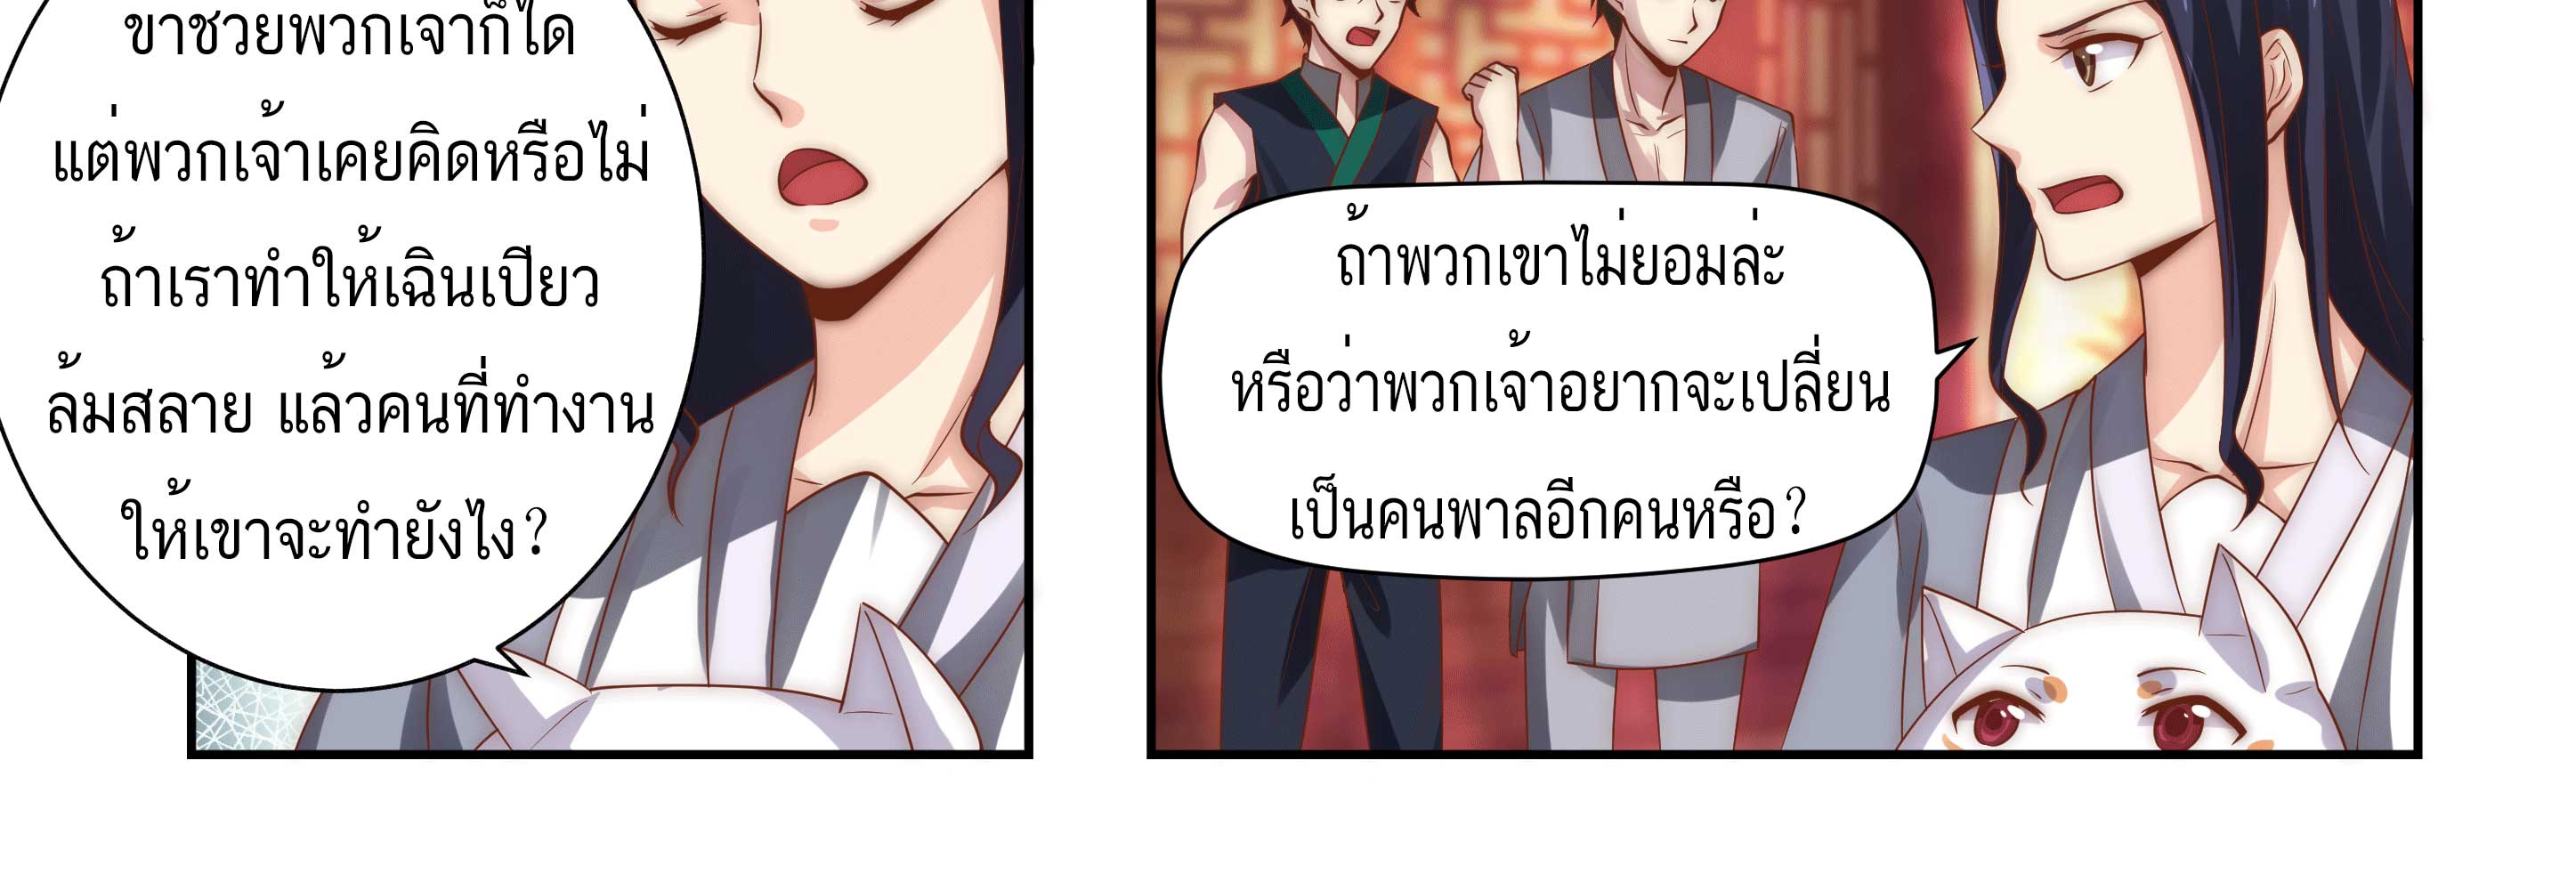 ข้าช่วยพวกเจ้าก็ได้
แต่พวกเจ้าเคยคิดหรือไม่
ถ้าเราทำให้เฉินเปียว
ล้มสลาย แล้วคนที่ทำงาน
ให้เขาจะทำยังไง?
ถ้าพวกเขาไม่ยอมล่ะ
หรือว่าพวกเจ้าอยากจะเปลี่ยน
เป็นคนพาลอีกคนหรือ?